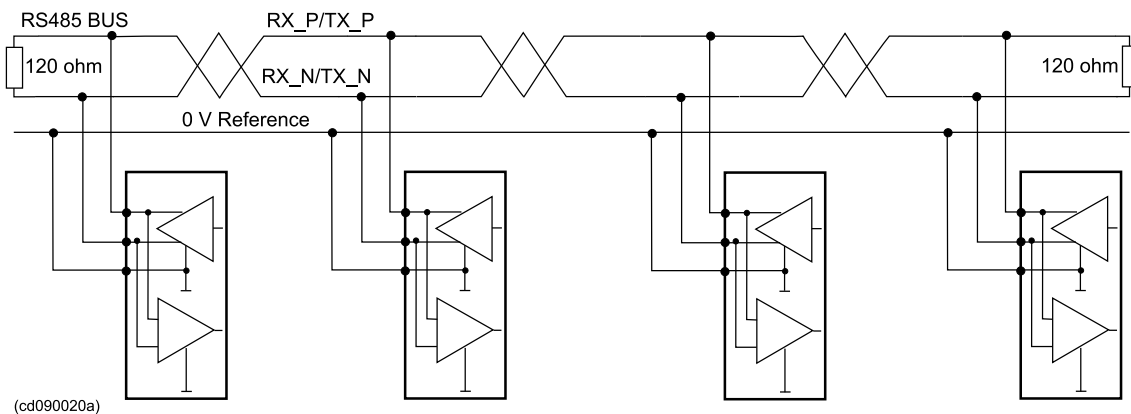 RS485 BUS
RX_P/TX_P
120 ohm
RX_N/TX_N
120 ohm
0 V Reference
(cd090020a)